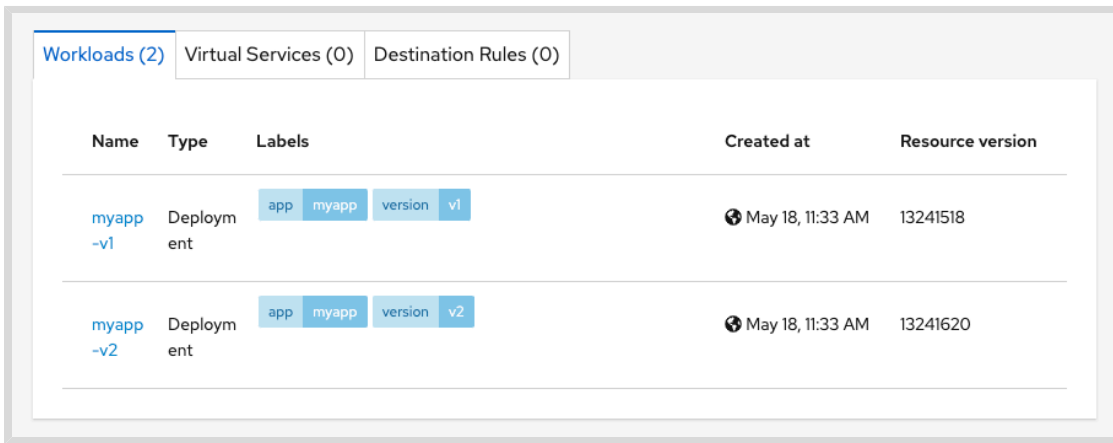 Workloads (2) Virtual Services (0) Destination Rules (0)
Name Type Labels Created at Resource version
app myapp version v1
myapp Deploym May 18, 11:33 AM 13241518
-v1 ent
app myapp version v2
myapp Deploym May 18, 11:33 AM 13241620
-v2 ent